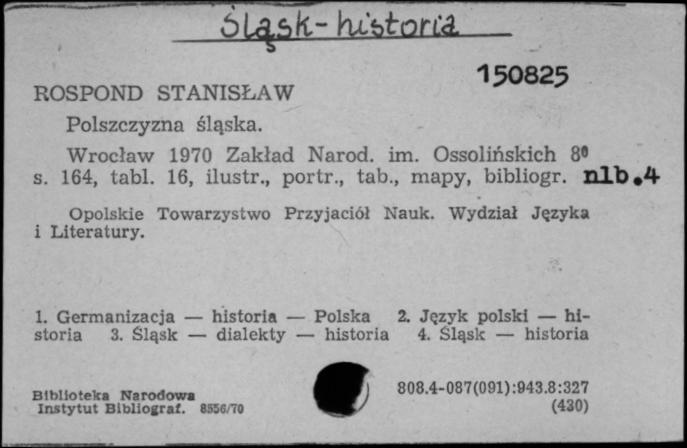 Śląsk - historia
150825
ROSPOND STANISŁAW
Polszczyzna śląska.
Wrocław 1970 Zakład Narod. im. Ossolińskich 8⁰
s. 164, tabl. 16, ilustr., portr., tab., mapy, bibliogr. nlb. 4
Opolskie Towarzystwo Przyjaciół Nauk. Wydział Języka
i Literatury.
1. Germanizacja — historia — Polska 2. Język polski — hi-
storia 3. Śląsk — dialekty — historia 4. Śląsk — historia
Biblioteka Narodowa
Instytut Bibliograf. 8556/70
808.4-087(091):943.8:327
(430)